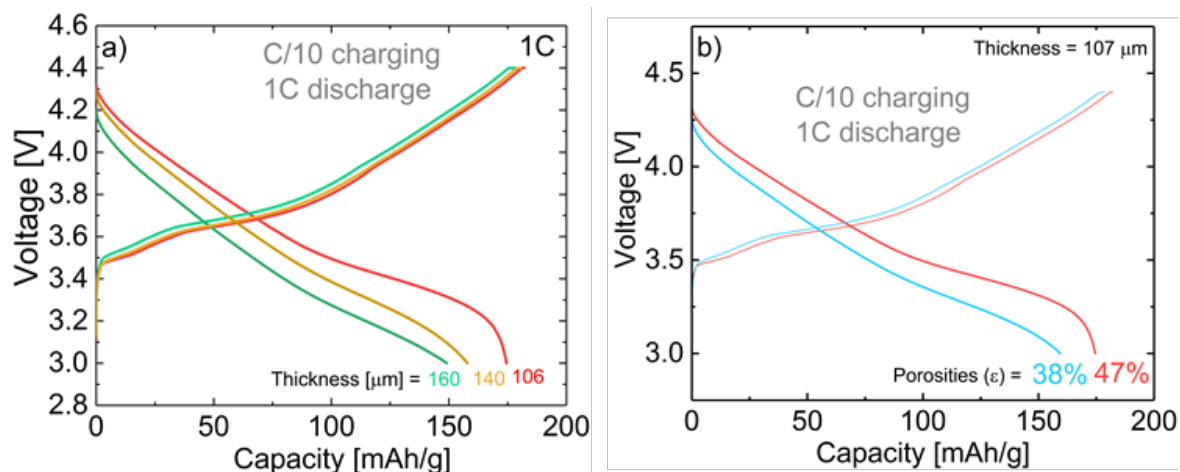 a)
1C
C/10 charging
1C discharge
Voltage [V]
4.6
4.4
4.2
4.0
3.8
3.6
3.4
3.2
3.0
2.8
Thickness [μm] = 160 140 106
0 50 100 150 200
Capacity [mAh/g]
b)
Thickness = 107 μm
C/10 charging
1C discharge
Voltage [V]
4.5
4.0
3.5
3.0
Porosities (ε) = 38% 47%
0 50 100 150 200
Capacity [mAh/g]